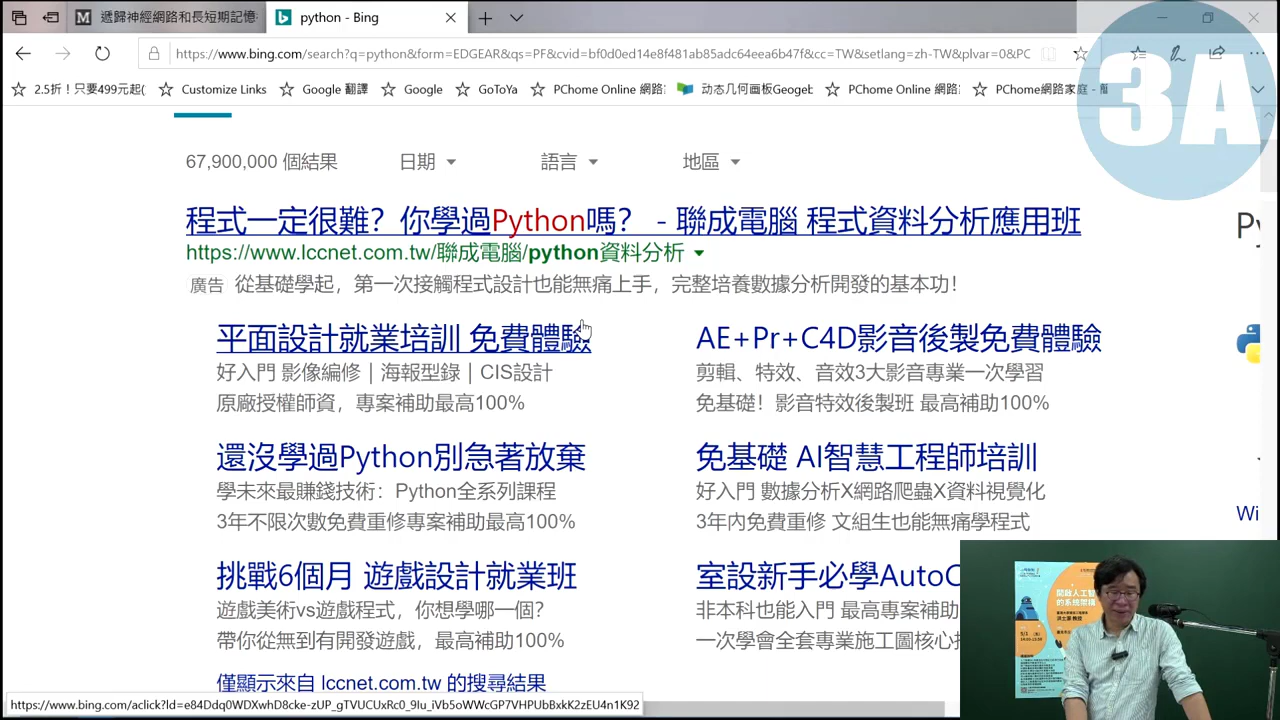 遞歸神經網路和長短期記憶
python - Bing
https://www.bing.com/search?q=python&form=EDGEAR&qs=PF&cvid=bf0d0ed14e8f481ab85adc64eea6b47f&cc=TW&setlang=zh-TW&plvar=0&PC
2.5折！只要499元起(
Customize Links
Google 翻譯
Google
GoToYa
PChome Online 網路
动态几何画板Geogeb
PChome Online 網路
PChome網路家庭 -
3A
67,900,000 個結果
日期
語言
地區
程式一定很難？你學過Python嗎？ - 聯成電腦 程式資料分析應用班
https://www.lccnet.com.tw/聯成電腦/python資料分析
廣告 從基礎學起，第一次接觸程式設計也能無痛上手，完整培養數據分析開發的基本功！
平面設計就業培訓 免費體驗
好入門 影像編修｜海報型錄｜CIS設計
原廠授權師資，專案補助最高100%
AE+Pr+C4D影音後製免費體驗
剪輯、特效、音效3大影音專業一次學習
免基礎！影音特效後製班 最高補助100%
還沒學過Python別急著放棄
學未來最賺錢技術：Python全系列課程
3年不限次數免費重修專案補助最高100%
免基礎 AI智慧工程師培訓
好入門 數據分析X網路爬蟲X資料視覺化
3年內免費重修 文組生也能無痛學程式
挑戰6個月 遊戲設計就業班
遊戲美術vs遊戲程式，你想學哪一個？
帶你從無到有開發遊戲，最高補助100%
室設新手必學AutoC
非本科也能入門 最高專案補助
一次學會全套專業施工圖核心
僅顯示來自 lccnet.com.tw 的搜尋結果
Py
Wi
開啟人工智
的系統架構
https://www.bing.com/aclick?ld=e84Ddq0WDXwhD8cke-zUP_gTVJCUxRc0_9Iu_iVb5oWWcGP7VHPUbBxkK2zEU4n1K92